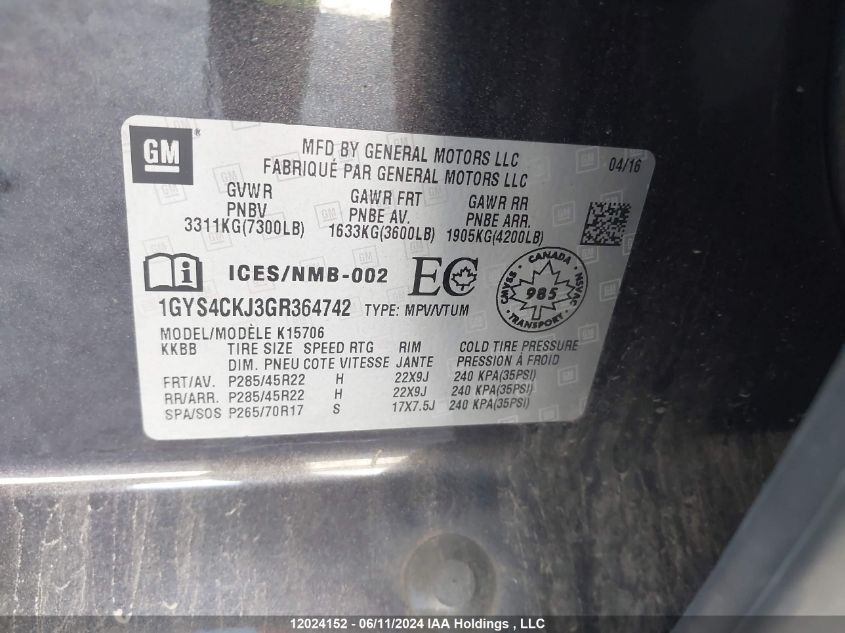 GM
MFD BY GENERAL MOTORS LLC
FABRIQUÉ PAR GENERAL MOTORS LLC
04/16
GVWR GAWR FRT GAWR RR
PNBV PNBE AV. PNBE ARR.
3311KG(7300LB) 1633KG(3600LB) 1905KG(4200LB)
i ICES/NMB-002 EC
CANADA
CMVSS 985 NSVAC
TRANSPORT
1GYS4CKJ3GR364742 TYPE: MPV/VTUM
MODEL/MODÈLE K15706
KKBB TIRE SIZE SPEED RTG RIM COLD TIRE PRESSURE
DIM. PNEU COTE VITESSE JANTE PRESSION À FROID
FRT/AV. P285/45R22 H 22X9J 240 KPA(35PSI)
RR/ARR. P285/45R22 H 22X9J 240 KPA(35PSI)
SPA/SOS P265/70R17 S 17X7.5J 240 KPA(35PSI)
12024152 - 06/11/2024 IAA Holdings , LLC